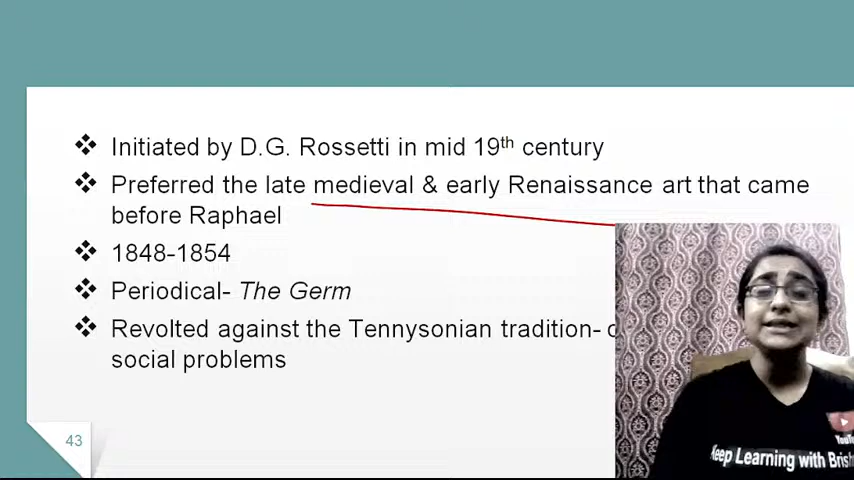 ❖ Initiated by D.G. Rossetti in mid 19th century
❖ Preferred the late medieval & early Renaissance art that came
before Raphael
❖ 1848-1854
❖ Periodical- The Germ
❖ Revolted against the Tennysonian tradition-
social problems
43
Keep Learning with